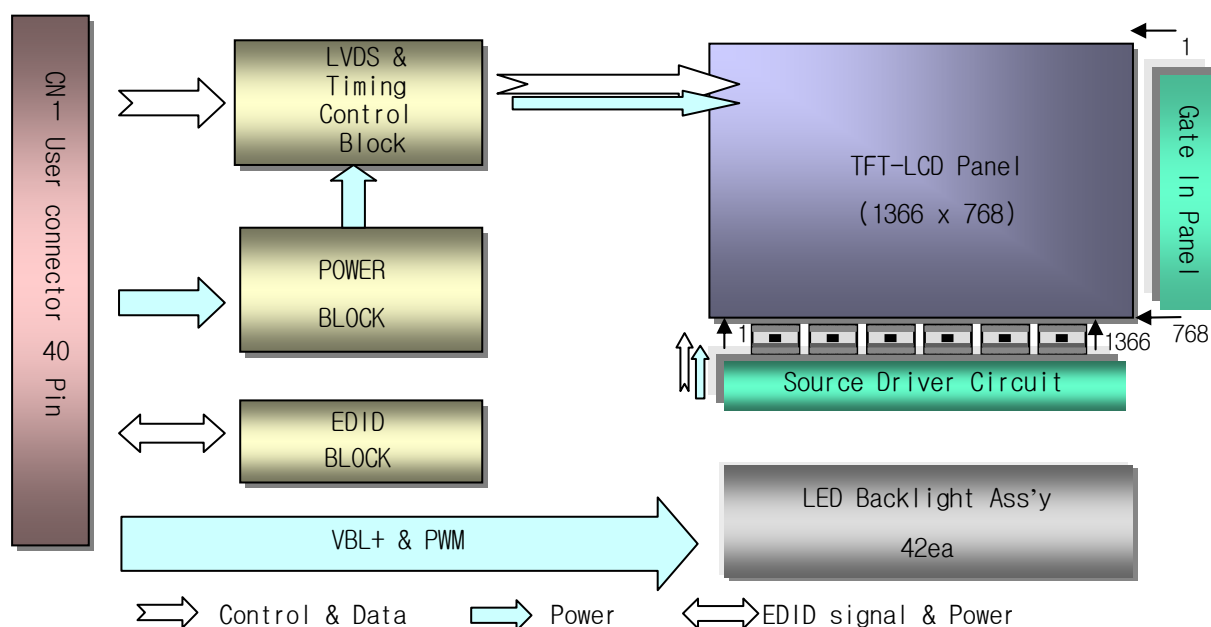 CN-1 User connector 40 Pin
LVDS &
Timing
Control
Block
POWER
BLOCK
EDID
BLOCK
VBL+ & PWM
TFT-LCD Panel
(1366 x 768)
1
Gate In Panel
768
1
1366
Source Driver Circuit
LED Backlight Ass'y
42ea
Control & Data
Power
EDID signal & Power